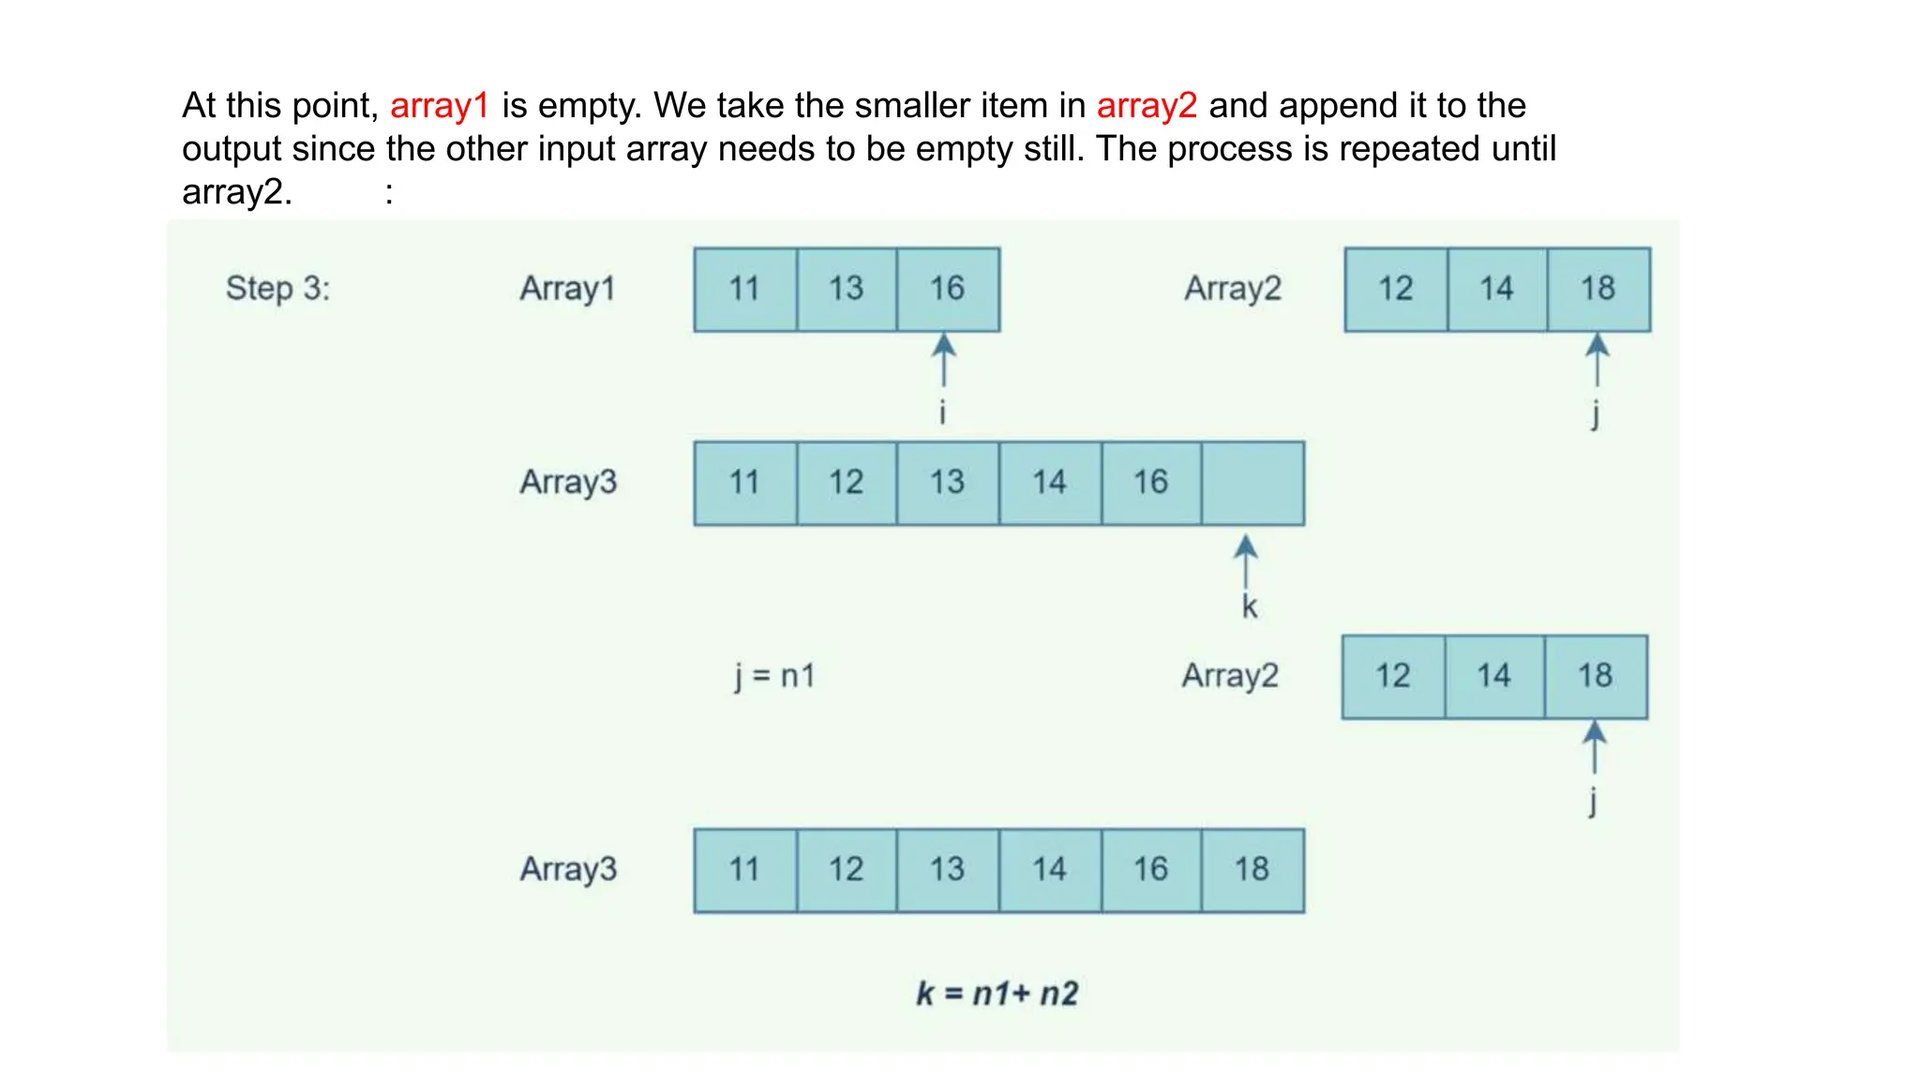 At this point, array1 is empty. We take the smaller item in array2 and append it to the
output since the other input array needs to be empty still. The process is repeated until
array2. :
Step 3: Array1 11 13 16 Array2 12 14 18
i j
Array3 11 12 13 14 16
k
j = n1 Array2 12 14 18
j
Array3 11 12 13 14 16 18
k = n1+ n2